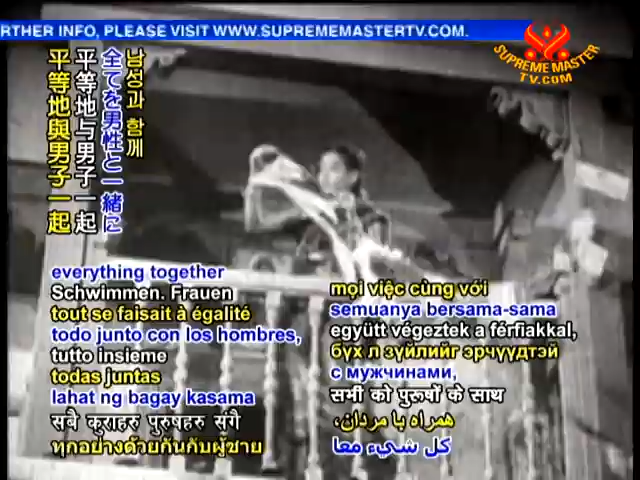 RTHER INFO, PLEASE VISIT WWW.SUPREMEMASTERTV.COM.
SUPREME MASTER
TV.COM
남성과 함께
全てを男性と一緒に
平等地与男子一起
平等地與男子一起
everything together
Schwimmen. Frauen
tout se faisait à égalité
todo junto con los hombres,
tutto insieme
todas juntas
lahat ng bagay kasama
सबै कुराहरु पुरुषहरु संगै
ทุกอย่างด้วยกันกับผู้ชาย
mọi việc cùng với
semuanya bersama-sama
együtt végeztek a férfiakkal,
бүх л зүйлийг эрчүүдтэй
с мужчинами,
सभी को पुरूषों के साथ
همراه با مردان،
كل شيء معا